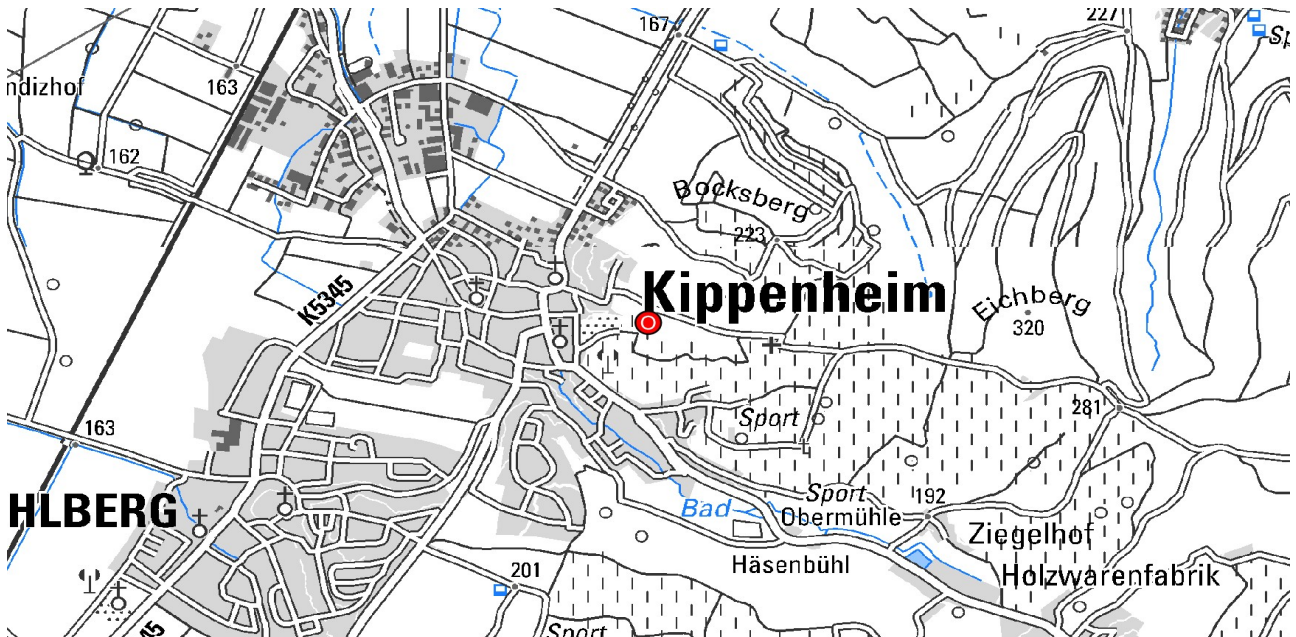 227
167
Sp
ndizhof
163
162
Bocksberg
223
K5345
Kippenheim
Eichberg
320
281
Sport
163
Sport
192
HLBERG
Bad
Obermühle
Ziegelhof
Häsenbühl
201
Holzwarenfabrik
45
Sport